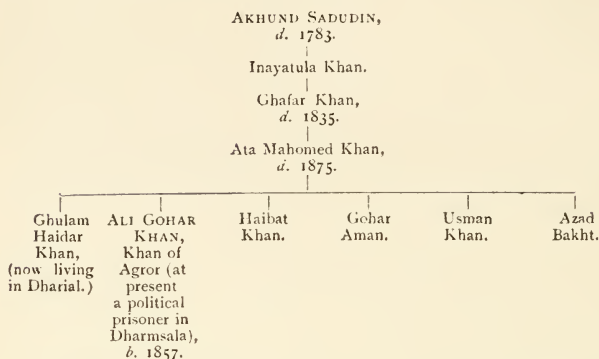 AKHUND SADUDIN,
d. 1783.
Inayatula Khan.
Ghafar Khan,
d. 1835.
Ata Mahomed Khan,
d. 1875.
Ghulam
Haidar
Khan,
(now living
in Dharial.)
ALI GOHAR
KHAN,
Khan of
Agror (at
present
a political
prisoner in
Dharmsala),
b. 1857.
Haibat
Khan.
Gohar
Aman.
Usman
Khan.
Azad
Bakht.